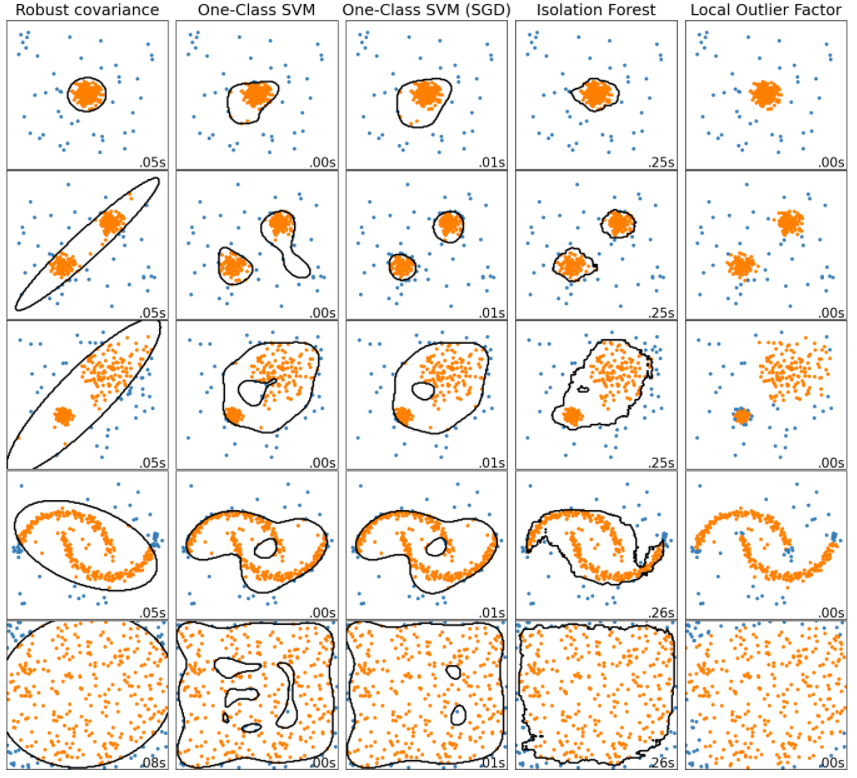 Robust covariance One-Class SVM One-Class SVM (SGD) Isolation Forest Local Outlier Factor
.05s .00s .01s .25s .00s
.05s .00s .01s .25s .00s
.05s .00s .01s .25s .00s
.05s .00s .01s .26s .00s
.08s .00s .01s .26s .00s